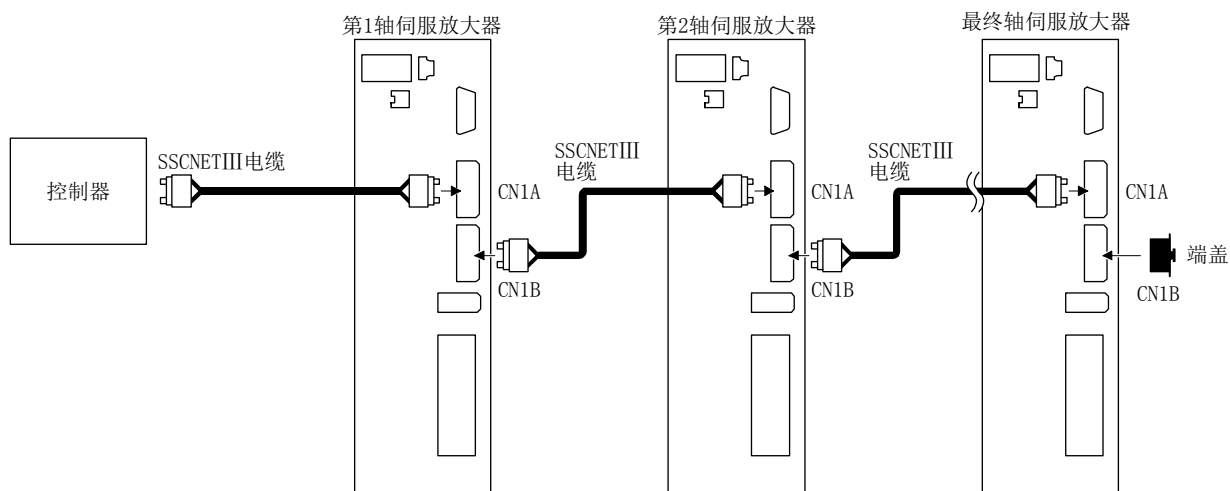 第1轴伺服放大器
第2轴伺服放大器
最终轴伺服放大器
控制器
SSCNETⅢ电缆
CN1A
CN1B
SSCNETⅢ
电缆
CN1A
CN1B
SSCNETⅢ
电缆
CN1A
端盖
CN1B